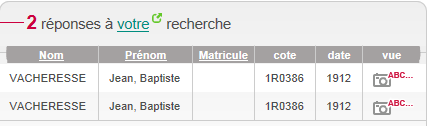 2 réponses à votre recherche
Nom Prénom Matricule cote date vue
VACHERESSE Jean, Baptiste 1R0386 1912 ABC...
VACHERESSE Jean, Baptiste 1R0386 1912 ABC...